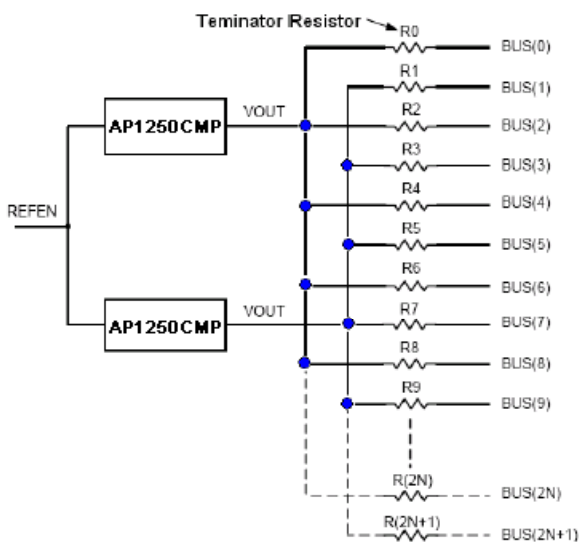 Teminator IResistor
R0
BUS(0)
R1
BUS(1)
VOUT
AP1250CMP
R2
BUS(2)
R3
BUS(3)
R4
BUS(4)
REFEN
R5
BUS(5)
R6
BUS(6)
VOUT
AP1250CMP
R7
BUS(7)
R8
BUS(8)
R9
BUS(9)
R(2N)
BUS(2N)
R(2N+1)
BUS(2N+1)